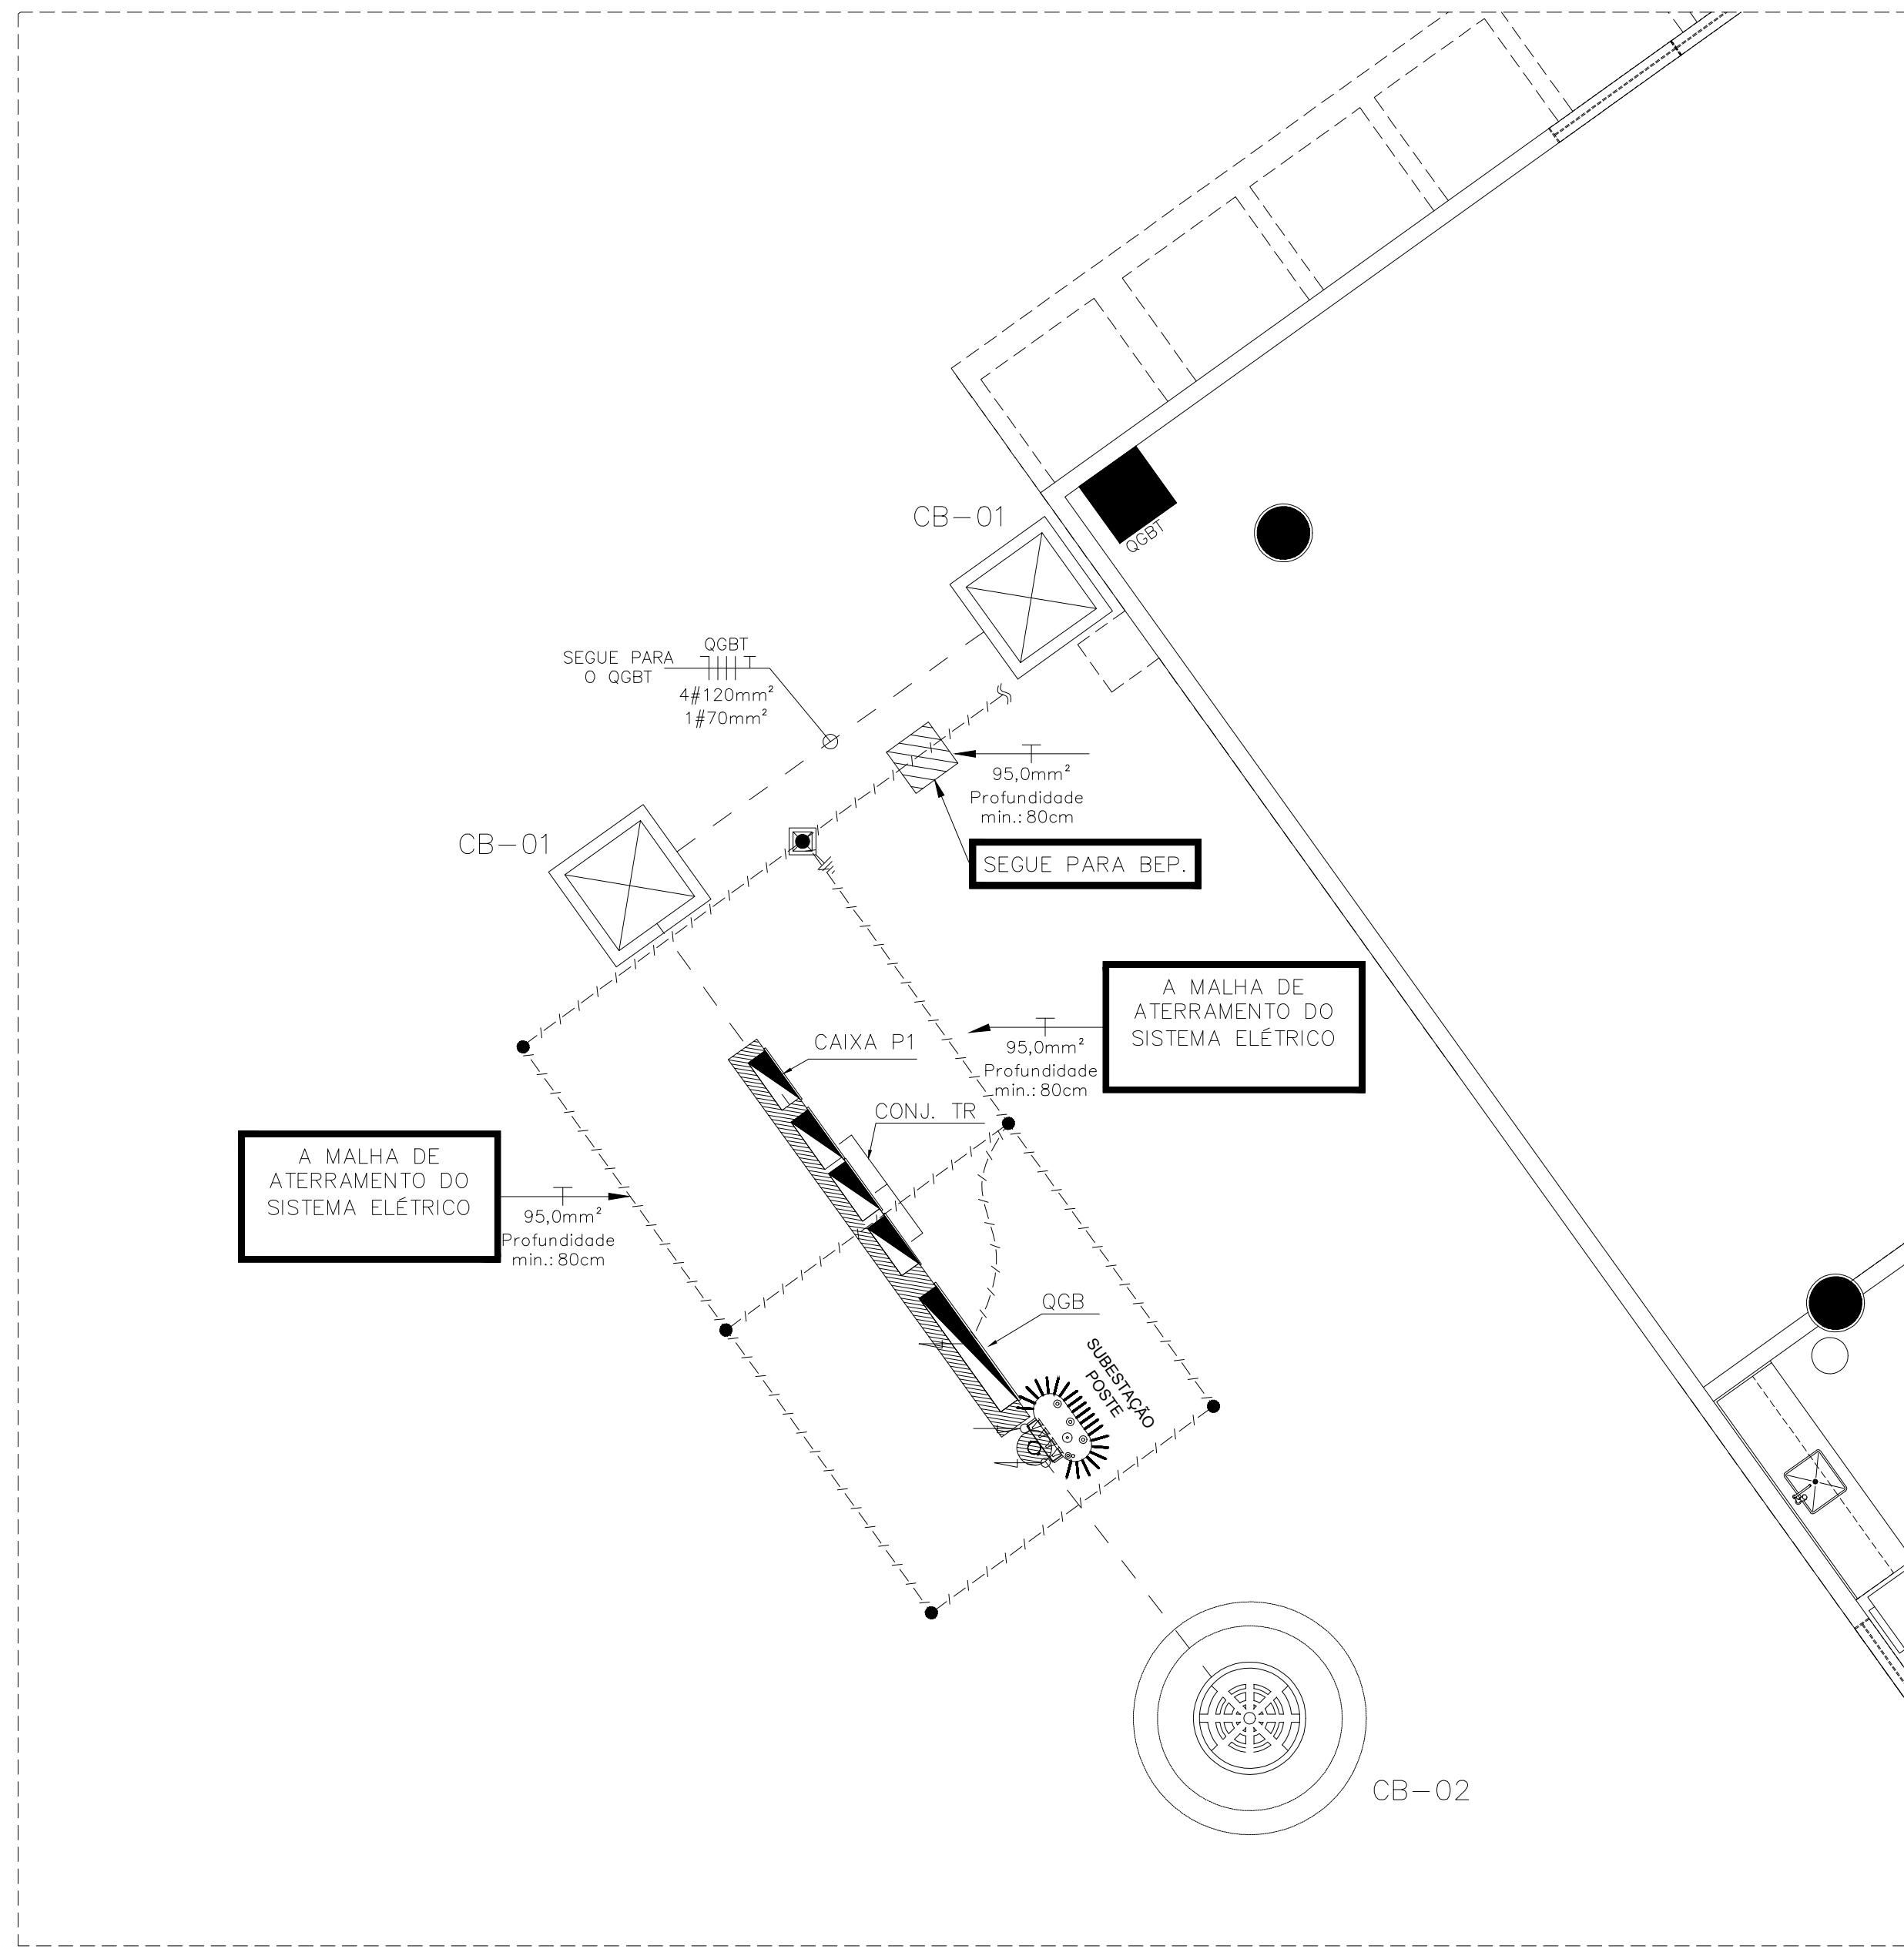 CB-01
QGBT
QGBT
SEGUE PARA
O QGBT
4#120mm²
1#70mm²
95,0mm²
Profundidade
min.: 80cm
CB-01
SEGUE PARA BEP.
A MALHA DE
ATERRAMENTO DO
SISTEMA ELÉTRICO
95,0mm²
Profundidade
min.: 80cm
CAIXA P1
CONJ. TR
A MALHA DE
ATERRAMENTO DO
SISTEMA ELÉTRICO
95,0mm²
Profundidade
min.: 80cm
QGB
SUBESTAÇÃO
POSTE
CB-02